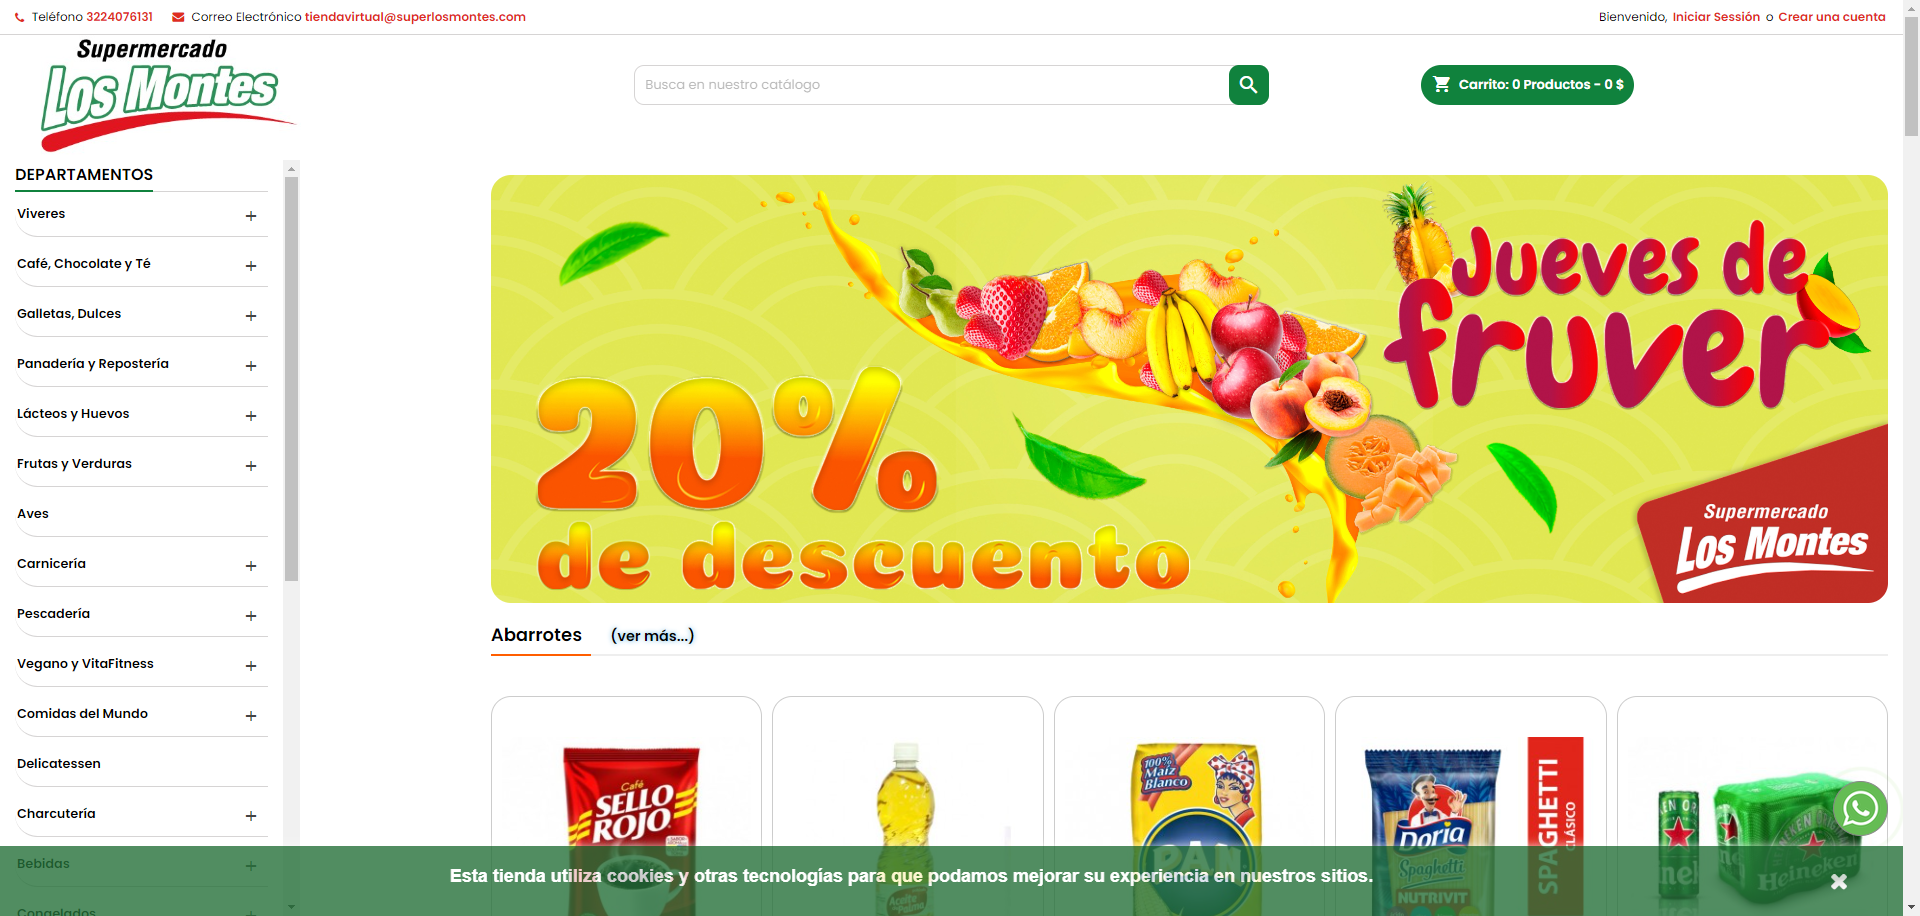 Teléfono 3224076131 Correo Electrónico tiendavirtual@superlosmontes.com
Bienvenido, Iniciar Sessión o Crear una cuenta
Supermercado
Los Montes
Busca en nuestro catálogo
Carrito: 0 Productos - 0 $
DEPARTAMENTOS
Viveres
Café, Chocolate y Té
Galletas, Dulces
Panadería y Repostería
Lácteos y Huevos
Frutas y Verduras
Aves
Carnicería
Pescadería
Vegano y VitaFitness
Comidas del Mundo
Delicatessen
Charcutería
Bebidas
Congelados
Jueves de
fruver
20%
de descuento
Supermercado
Los Montes
Abarrotes (ver más...)
Café
SELLO
ROJO
Aceite
de Palma
100%
Maíz
Blanco
PAN
Doria
Spaghetti
NUTRIVIT
SPAGHETTI
CLÁSICO
Heineken
Esta tienda utiliza cookies y otras tecnologías para que podamos mejorar su experiencia en nuestros sitios.